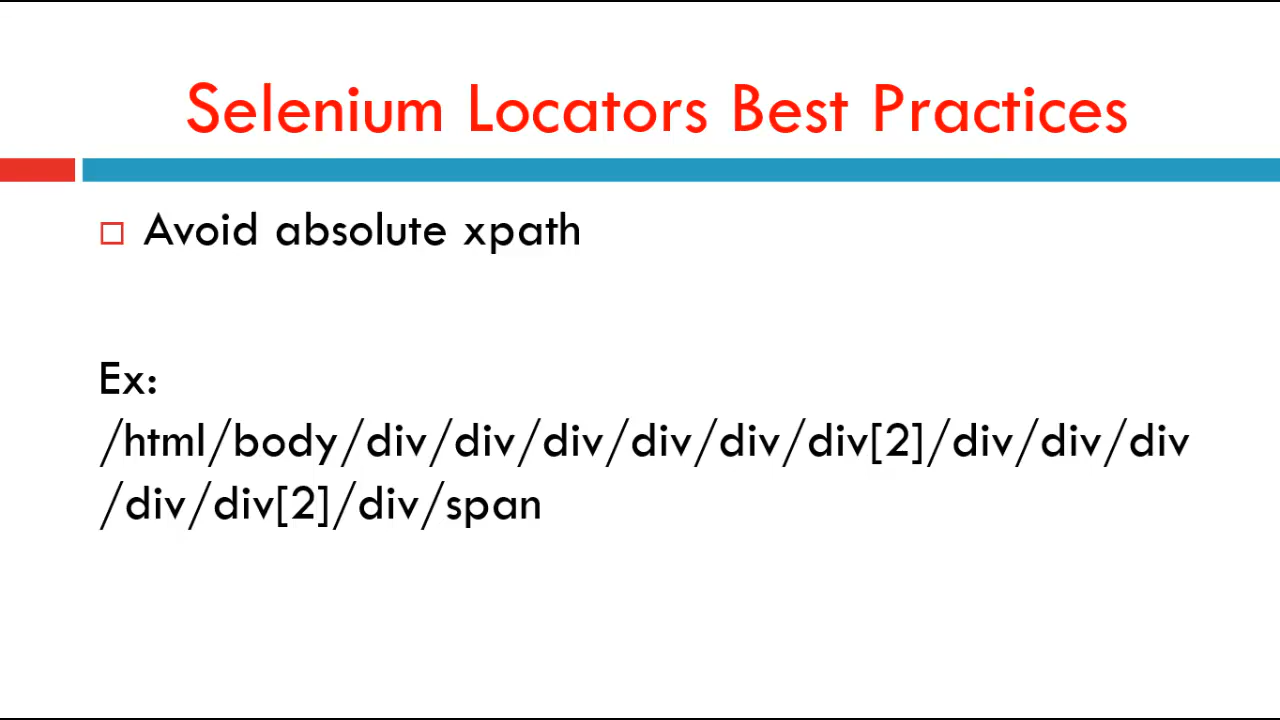 Selenium Locators Best Practices
Avoid absolute xpath
Ex:
/html/body/div/div/div/div/div/div[2]/div/div/div
/div/div[2]/div/span